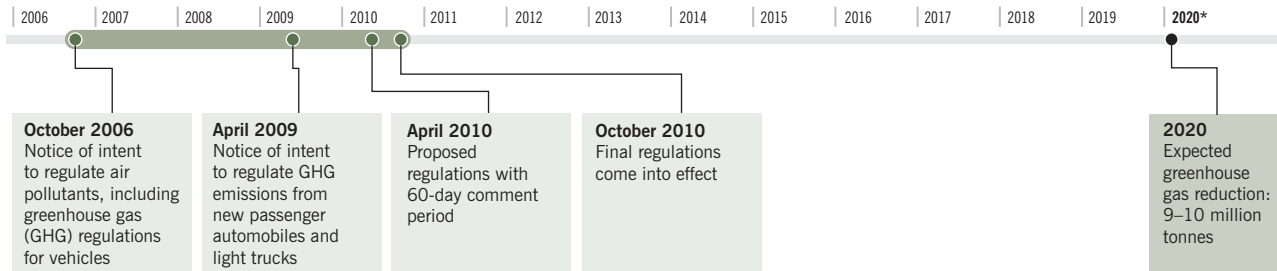 2006 2007 2008 2009 2010 2011 2012 2013 2014 2015 2016 2017 2018 2019 2020*
October 2006
Notice of intent
to regulate air
pollutants, including
greenhouse gas
(GHG) regulations
for vehicles
April 2009
Notice of intent
to regulate GHG
emissions from
new passenger
automobiles and
light trucks
April 2010
Proposed
regulations with
60-day comment
period
October 2010
Final regulations
come into effect
2020
Expected
greenhouse
gas reduction:
9–10 million
tonnes